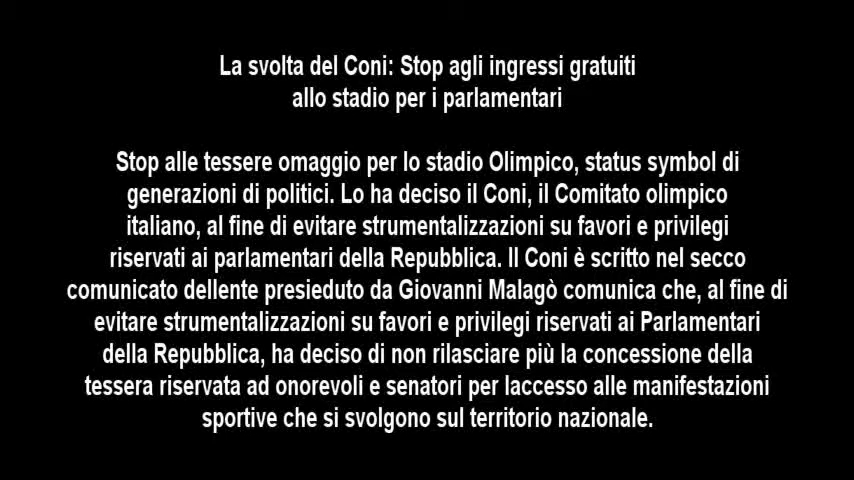 La svolta del Coni: Stop agli ingressi gratuiti
allo stadio per i parlamentari
Stop alle tessere omaggio per lo stadio Olimpico, status symbol di
generazioni di politici. Lo ha deciso il Coni, il Comitato olimpico
italiano, al fine di evitare strumentalizzazioni su favori e privilegi
riservati ai parlamentari della Repubblica. Il Coni è scritto nel secco
comunicato dellente presieduto da Giovanni Malagò comunica che, al fine di
evitare strumentalizzazioni su favori e privilegi riservati ai Parlamentari
della Repubblica, ha deciso di non rilasciare più la concessione della
tessera riservata ad onorevoli e senatori per laccesso alle manifestazioni
sportive che si svolgono sul territorio nazionale.